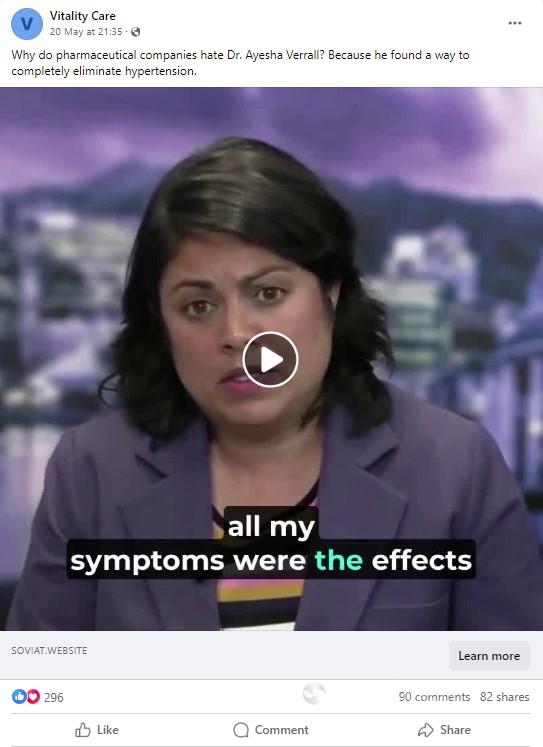 V
Vitality Care
20 May at 21:35 ·
Why do pharmaceutical companies hate Dr. Ayesha Verrall? Because he found a way to
completely eliminate hypertension.
all my
symptoms were the effects
SOVIAT.WEBSITE
Learn more
296
90 comments 82 shares
Like
Comment
Share